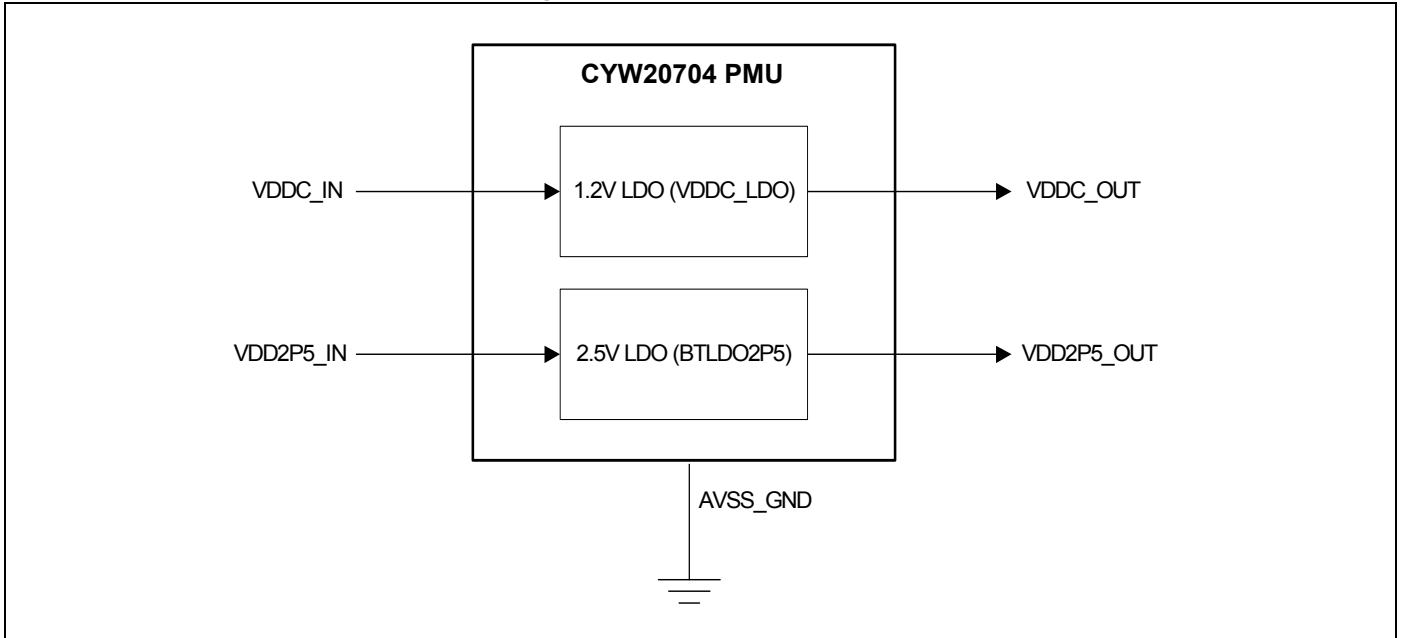 CYW20704 PMU
VDDC_IN
1.2V LDO (VDDC_LDO)
VDDC_OUT
VDD2P5_IN
2.5V LDO (BTLDO2P5)
VDD2P5_OUT
AVSS_GND